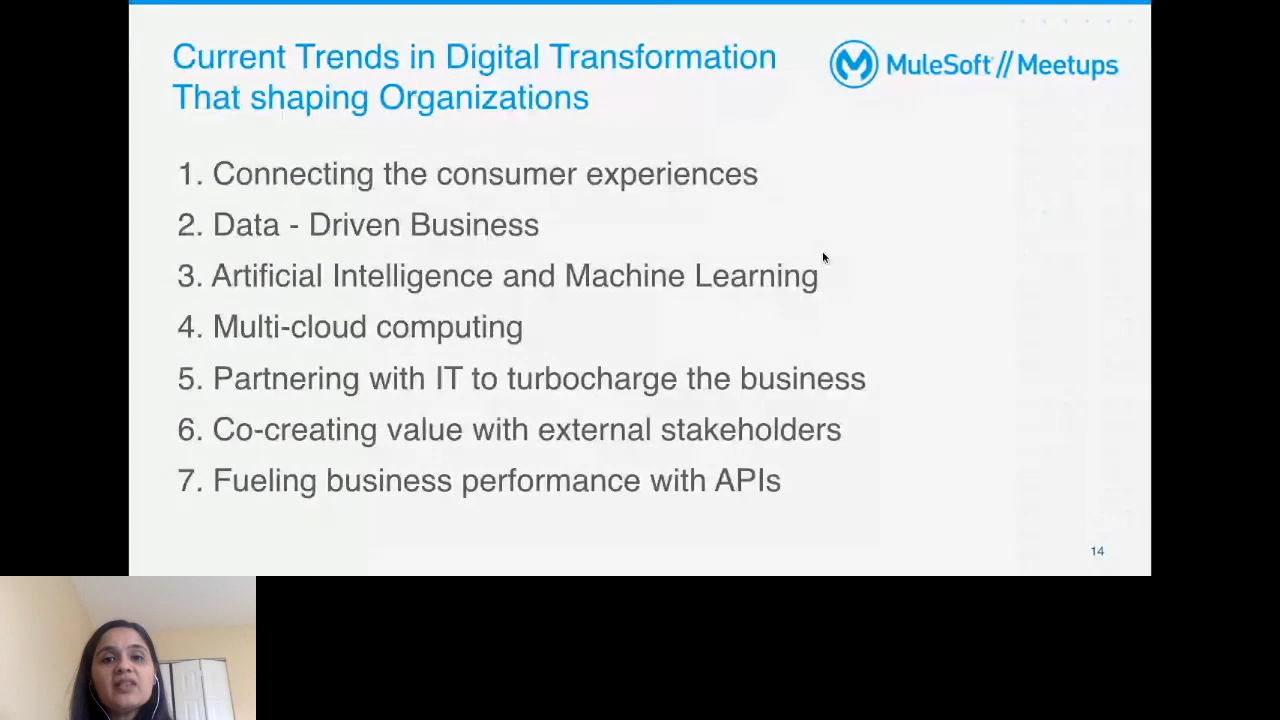 Current Trends in Digital Transformation
That shaping Organizations
MuleSoft // Meetups
1. Connecting the consumer experiences
2. Data - Driven Business
3. Artificial Intelligence and Machine Learning
4. Multi-cloud computing
5. Partnering with IT to turbocharge the business
6. Co-creating value with external stakeholders
7. Fueling business performance with APIs
14